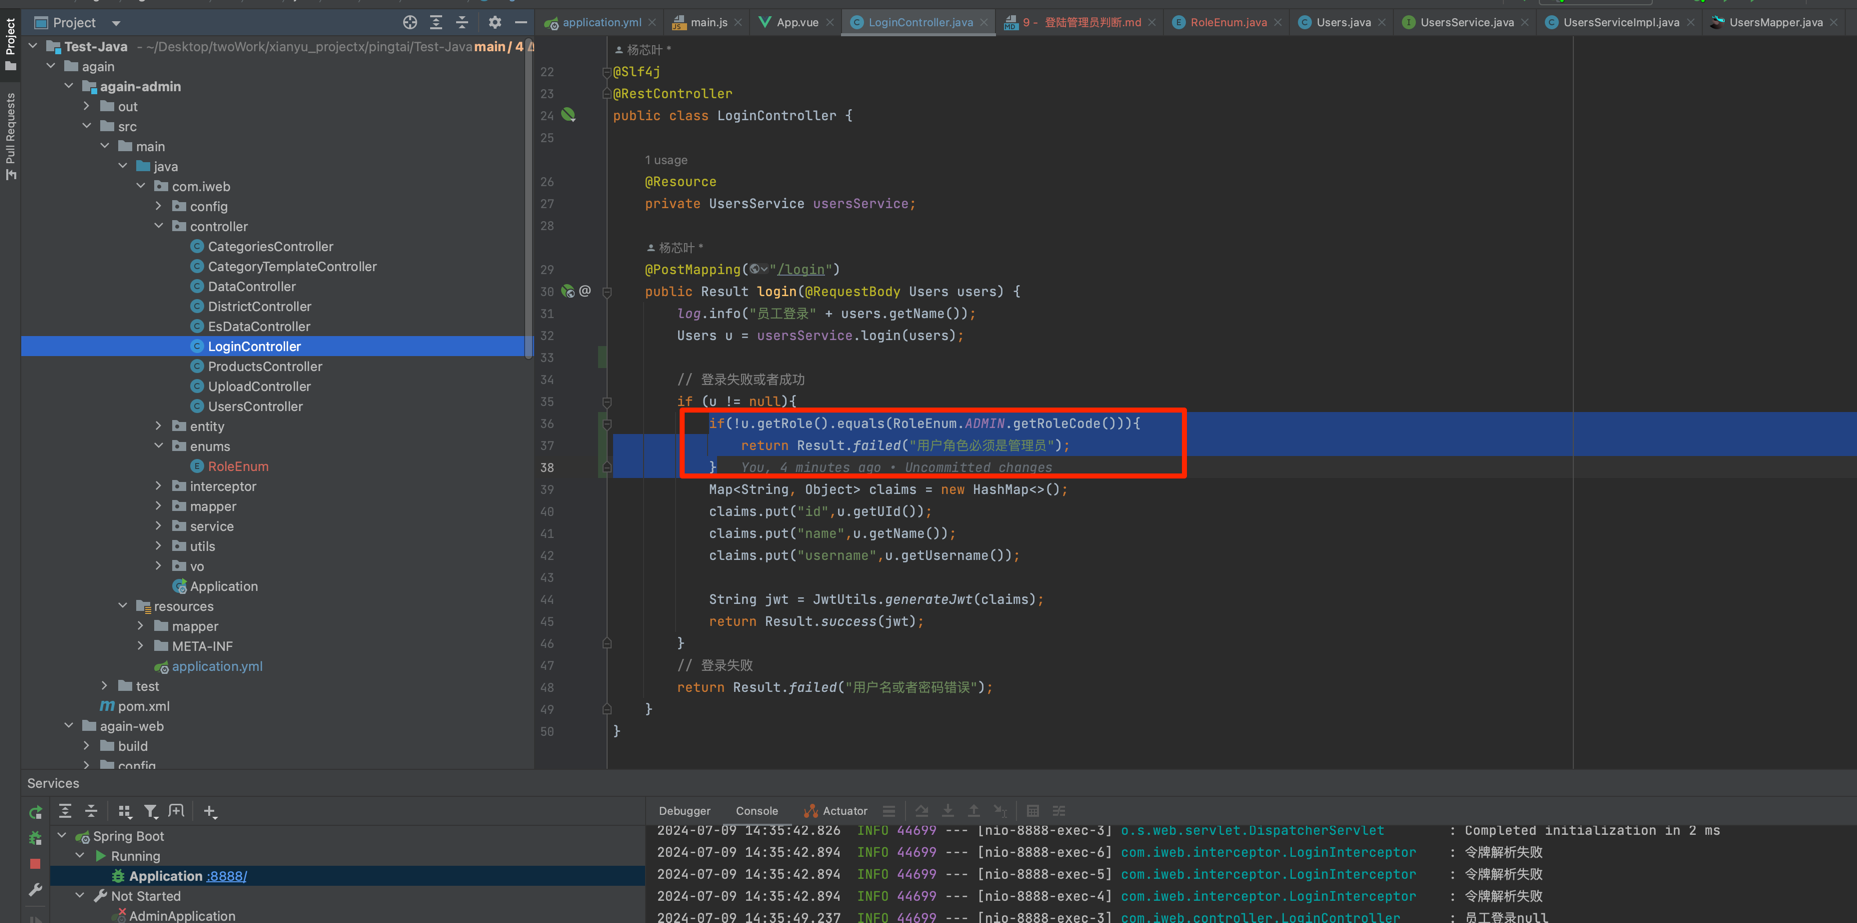 Project
application.yml
main.js
App.vue
LoginController.java
9 - 登陆管理员判断.md
RoleEnum.java
Users.java
UsersService.java
UsersServiceImpl.java
UsersMapper.java
Project
Pull Requests
Test-Java - ~/Desktop/twoWork/xianyu_projectx/pingtai/Test-Java main / 4
again
again-admin
out
src
main
java
com.iweb
config
controller
CategoriesController
CategoryTemplateController
DataController
DistrictController
EsDataController
LoginController
ProductsController
UploadController
UsersController
entity
enums
RoleEnum
interceptor
mapper
service
utils
vo
Application
resources
mapper
META-INF
application.yml
test
pom.xml
again-web
build
config
杨芯叶 *
22 @Slf4j
23 @RestController
24 public class LoginController {
25
1 usage
26 @Resource
27 private UsersService usersService;
28
杨芯叶 *
29 @PostMapping("/login")
30 @ public Result login(@RequestBody Users users) {
31 log.info("员工登录" + users.getName());
32 Users u = usersService.login(users);
33
34 // 登录失败或者成功
35 if (u != null){
36 if(!u.getRole().equals(RoleEnum.ADMIN.getRoleCode())){
37 return Result.failed("用户角色必须是管理员");
38 } You, 4 minutes ago • Uncommitted changes
39 Map<String, Object> claims = new HashMap<>();
40 claims.put("id",u.getUId());
41 claims.put("name",u.getName());
42 claims.put("username",u.getUsername());
43
44 String jwt = JwtUtils.generateJwt(claims);
45 return Result.success(jwt);
46 }
47 // 登录失败
48 return Result.failed("用户名或者密码错误");
49 }
50 }
Services
Spring Boot
Running
Application :8888/
Not Started
AdminApplication
Debugger Console Actuator
2024-07-09 14:35:42.826 INFO 44699 --- [nio-8888-exec-3] o.s.web.servlet.DispatcherServlet : Completed initialization in 2 ms
2024-07-09 14:35:42.894 INFO 44699 --- [nio-8888-exec-6] com.iweb.interceptor.LoginInterceptor : 令牌解析失败
2024-07-09 14:35:42.894 INFO 44699 --- [nio-8888-exec-5] com.iweb.interceptor.LoginInterceptor : 令牌解析失败
2024-07-09 14:35:42.894 INFO 44699 --- [nio-8888-exec-4] com.iweb.interceptor.LoginInterceptor : 令牌解析失败
2024-07-09 14:35:49.237 INFO 44699 --- [nio-8888-exec-3] com.iweb.controller.LoginController : 员工登录null